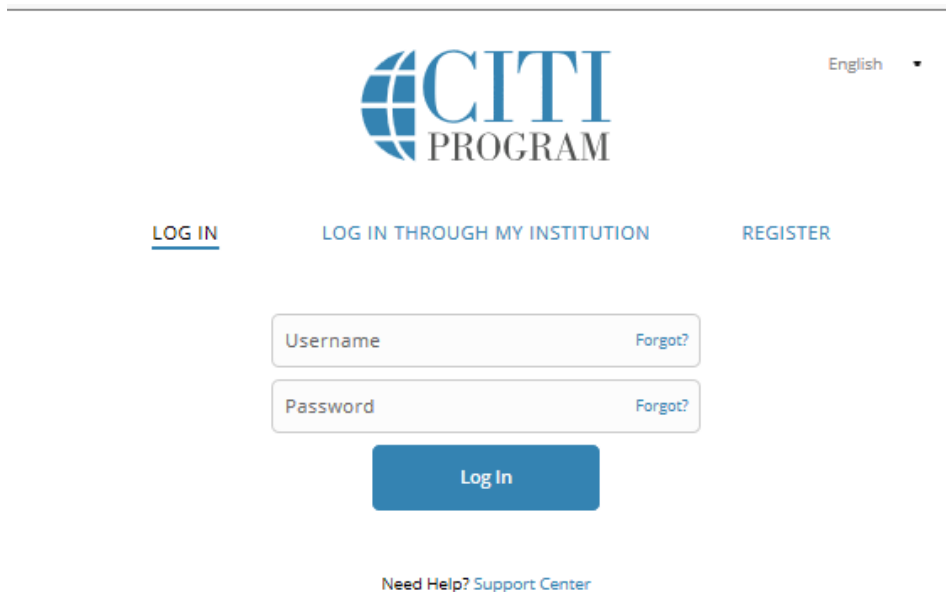 CITI
PROGRAM
English
LOG IN LOG IN THROUGH MY INSTITUTION REGISTER
Username Forgot?
Password Forgot?
Log In
Need Help? Support Center